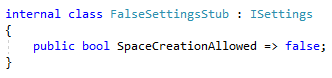 internal class FalseSettingsStub : ISettings
{
    public bool SpaceCreationAllowed => false;
}